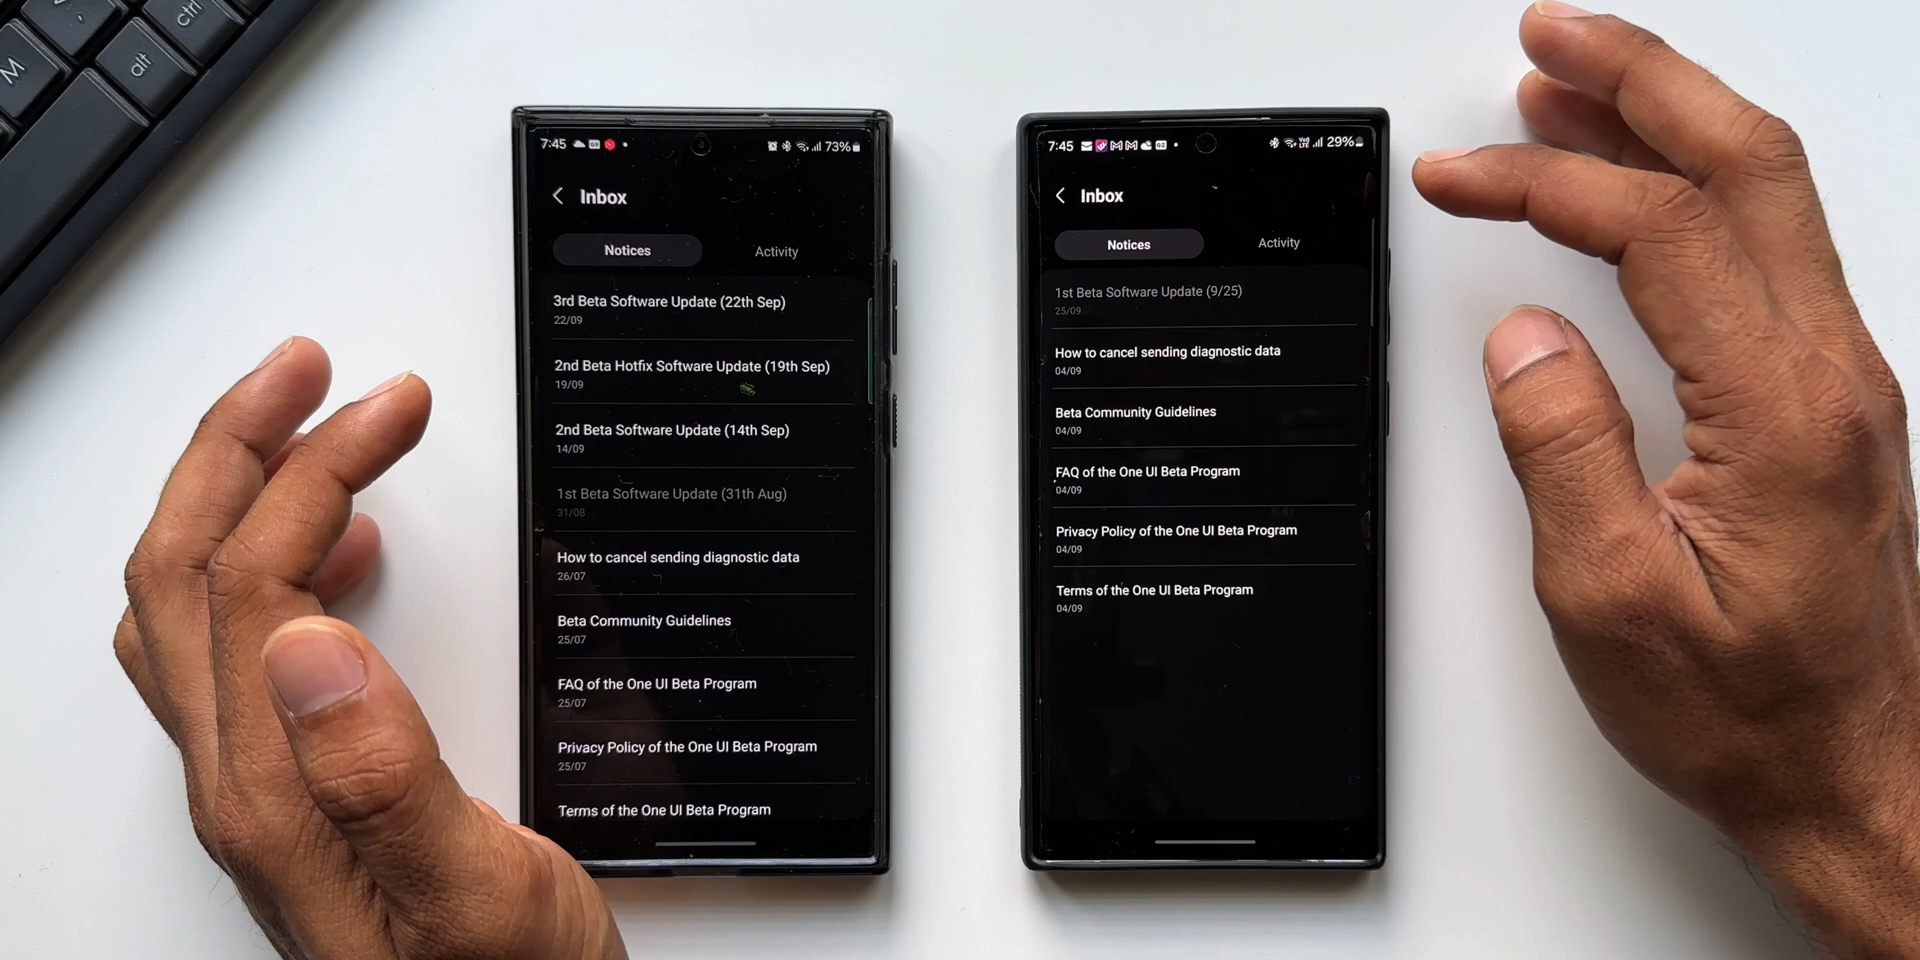 ctrl
alt
M
7:45
73%
Inbox
Notices
Activity
3rd Beta Software Update (22th Sep)
22/09
2nd Beta Hotfix Software Update (19th Sep)
19/09
2nd Beta Software Update (14th Sep)
14/09
1st Beta Software Update (31th Aug)
31/08
How to cancel sending diagnostic data
26/07
Beta Community Guidelines
25/07
FAQ of the One UI Beta Program
25/07
Privacy Policy of the One UI Beta Program
25/07
Terms of the One UI Beta Program
7:45
29%
Inbox
Notices
Activity
1st Beta Software Update (9/25)
25/09
How to cancel sending diagnostic data
04/09
Beta Community Guidelines
04/09
FAQ of the One UI Beta Program
04/09
Privacy Policy of the One UI Beta Program
04/09
Terms of the One UI Beta Program
04/09